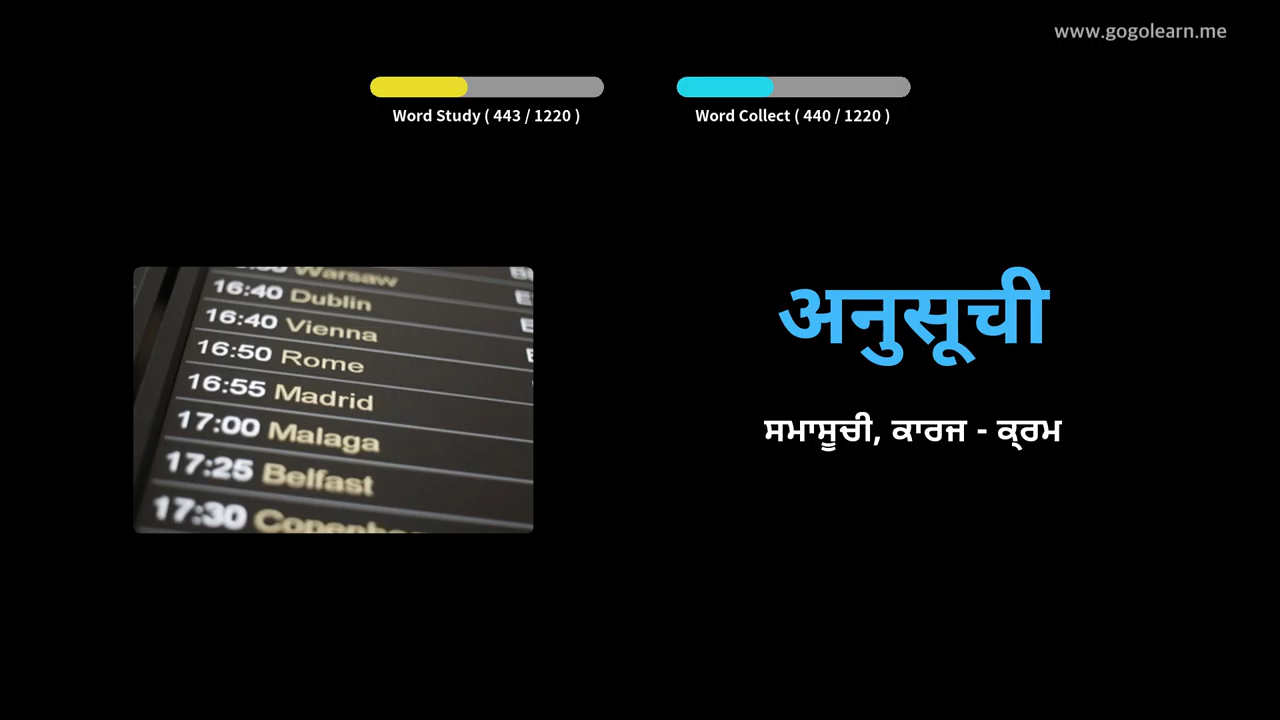 www.gogolearn.me
Word Study ( 443 / 1220 )
Word Collect ( 440 / 1220 )
Warsaw
16:40 Dublin
16:40 Vienna
16:50 Rome
16:55 Madrid
17:00 Malaga
17:25 Belfast
17:30
अनुसूची
ਸਮਾਸੂਚੀ, ਕਾਰਜ - ਕ੍ਰਮ